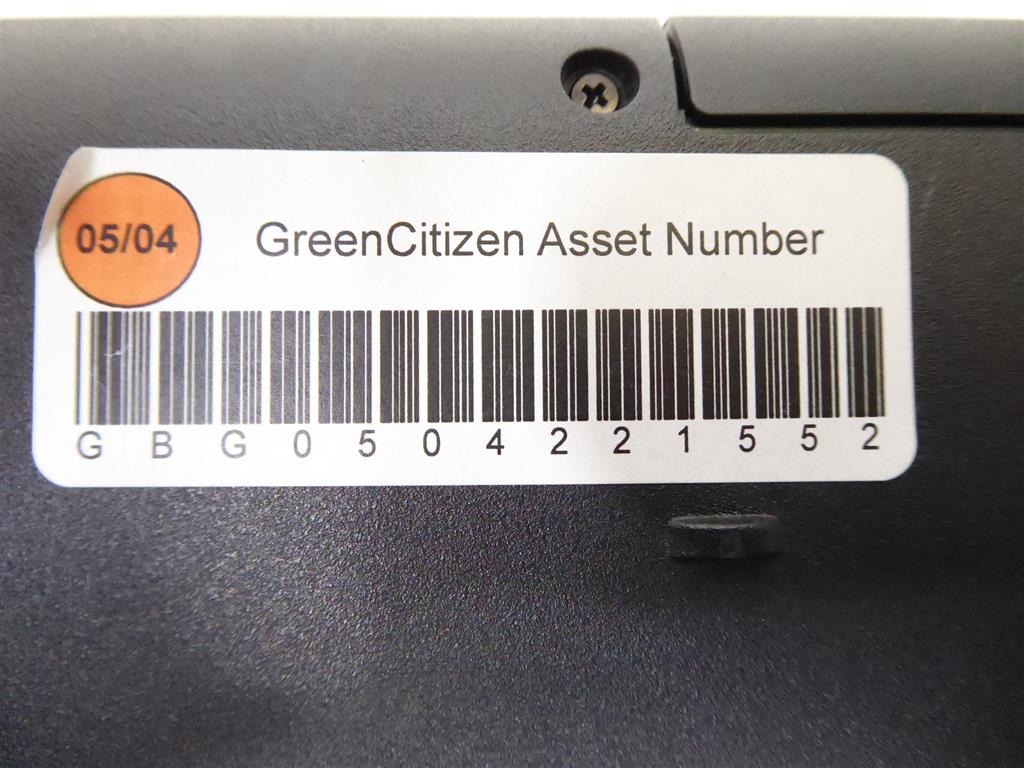 05/04
GreenCitizen Asset Number
G B G 0 5 0 4 2 2 1 5 5 2